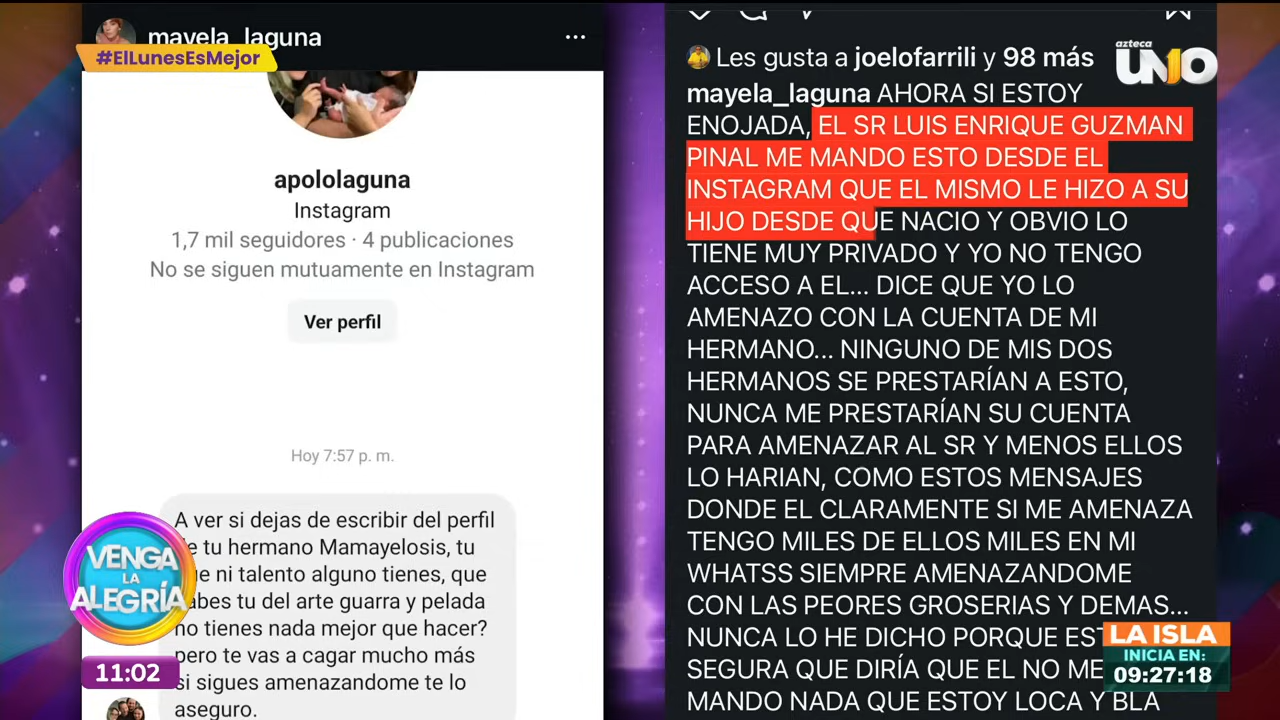 mayela_laguna
#ElLunesEsMejor
apololaguna
Instagram
1,7 mil seguidores · 4 publicaciones
No se siguen mutuamente en Instagram
Ver perfil
Hoy 7:57 p. m.
A ver si dejas de escribir del perfil
tu hermano Mamayelosis, tu
ni talento alguno tienes, que
tu del arte guarra y pelada
no tienes nada mejor que hacer?
pero te vas a cagar mucho más
si sigues amenazandome te lo
aseguro.
VENGA
LA
ALEGRÍA
11:02
Les gusta a joelofarrili y 98 más
azteca
UNO
mayela_laguna AHORA SI ESTOY
ENOJADA, EL SR LUIS ENRIQUE GUZMAN
PINAL ME MANDO ESTO DESDE EL
INSTAGRAM QUE EL MISMO LE HIZO A SU
HIJO DESDE QUE NACIO Y OBVIO LO
TIENE MUY PRIVADO Y YO NO TENGO
ACCESO A EL... DICE QUE YO LO
AMENAZO CON LA CUENTA DE MI
HERMANO... NINGUNO DE MIS DOS
HERMANOS SE PRESTARÍAN A ESTO,
NUNCA ME PRESTARÍAN SU CUENTA
PARA AMENAZAR AL SR Y MENOS ELLOS
LO HARIAN, COMO ESTOS MENSAJES
DONDE EL CLARAMENTE SI ME AMENAZA
TENGO MILES DE ELLOS MILES EN MI
WHATSS SIEMPRE AMENAZANDOME
CON LAS PEORES GROSERIAS Y DEMAS...
NUNCA LO HE DICHO PORQUE
SEGURA QUE DIRÍA QUE EL NO ME
MANDO NADA QUE ESTOY LOCA Y BLA
LA ISLA
INICIA EN:
09:27:18